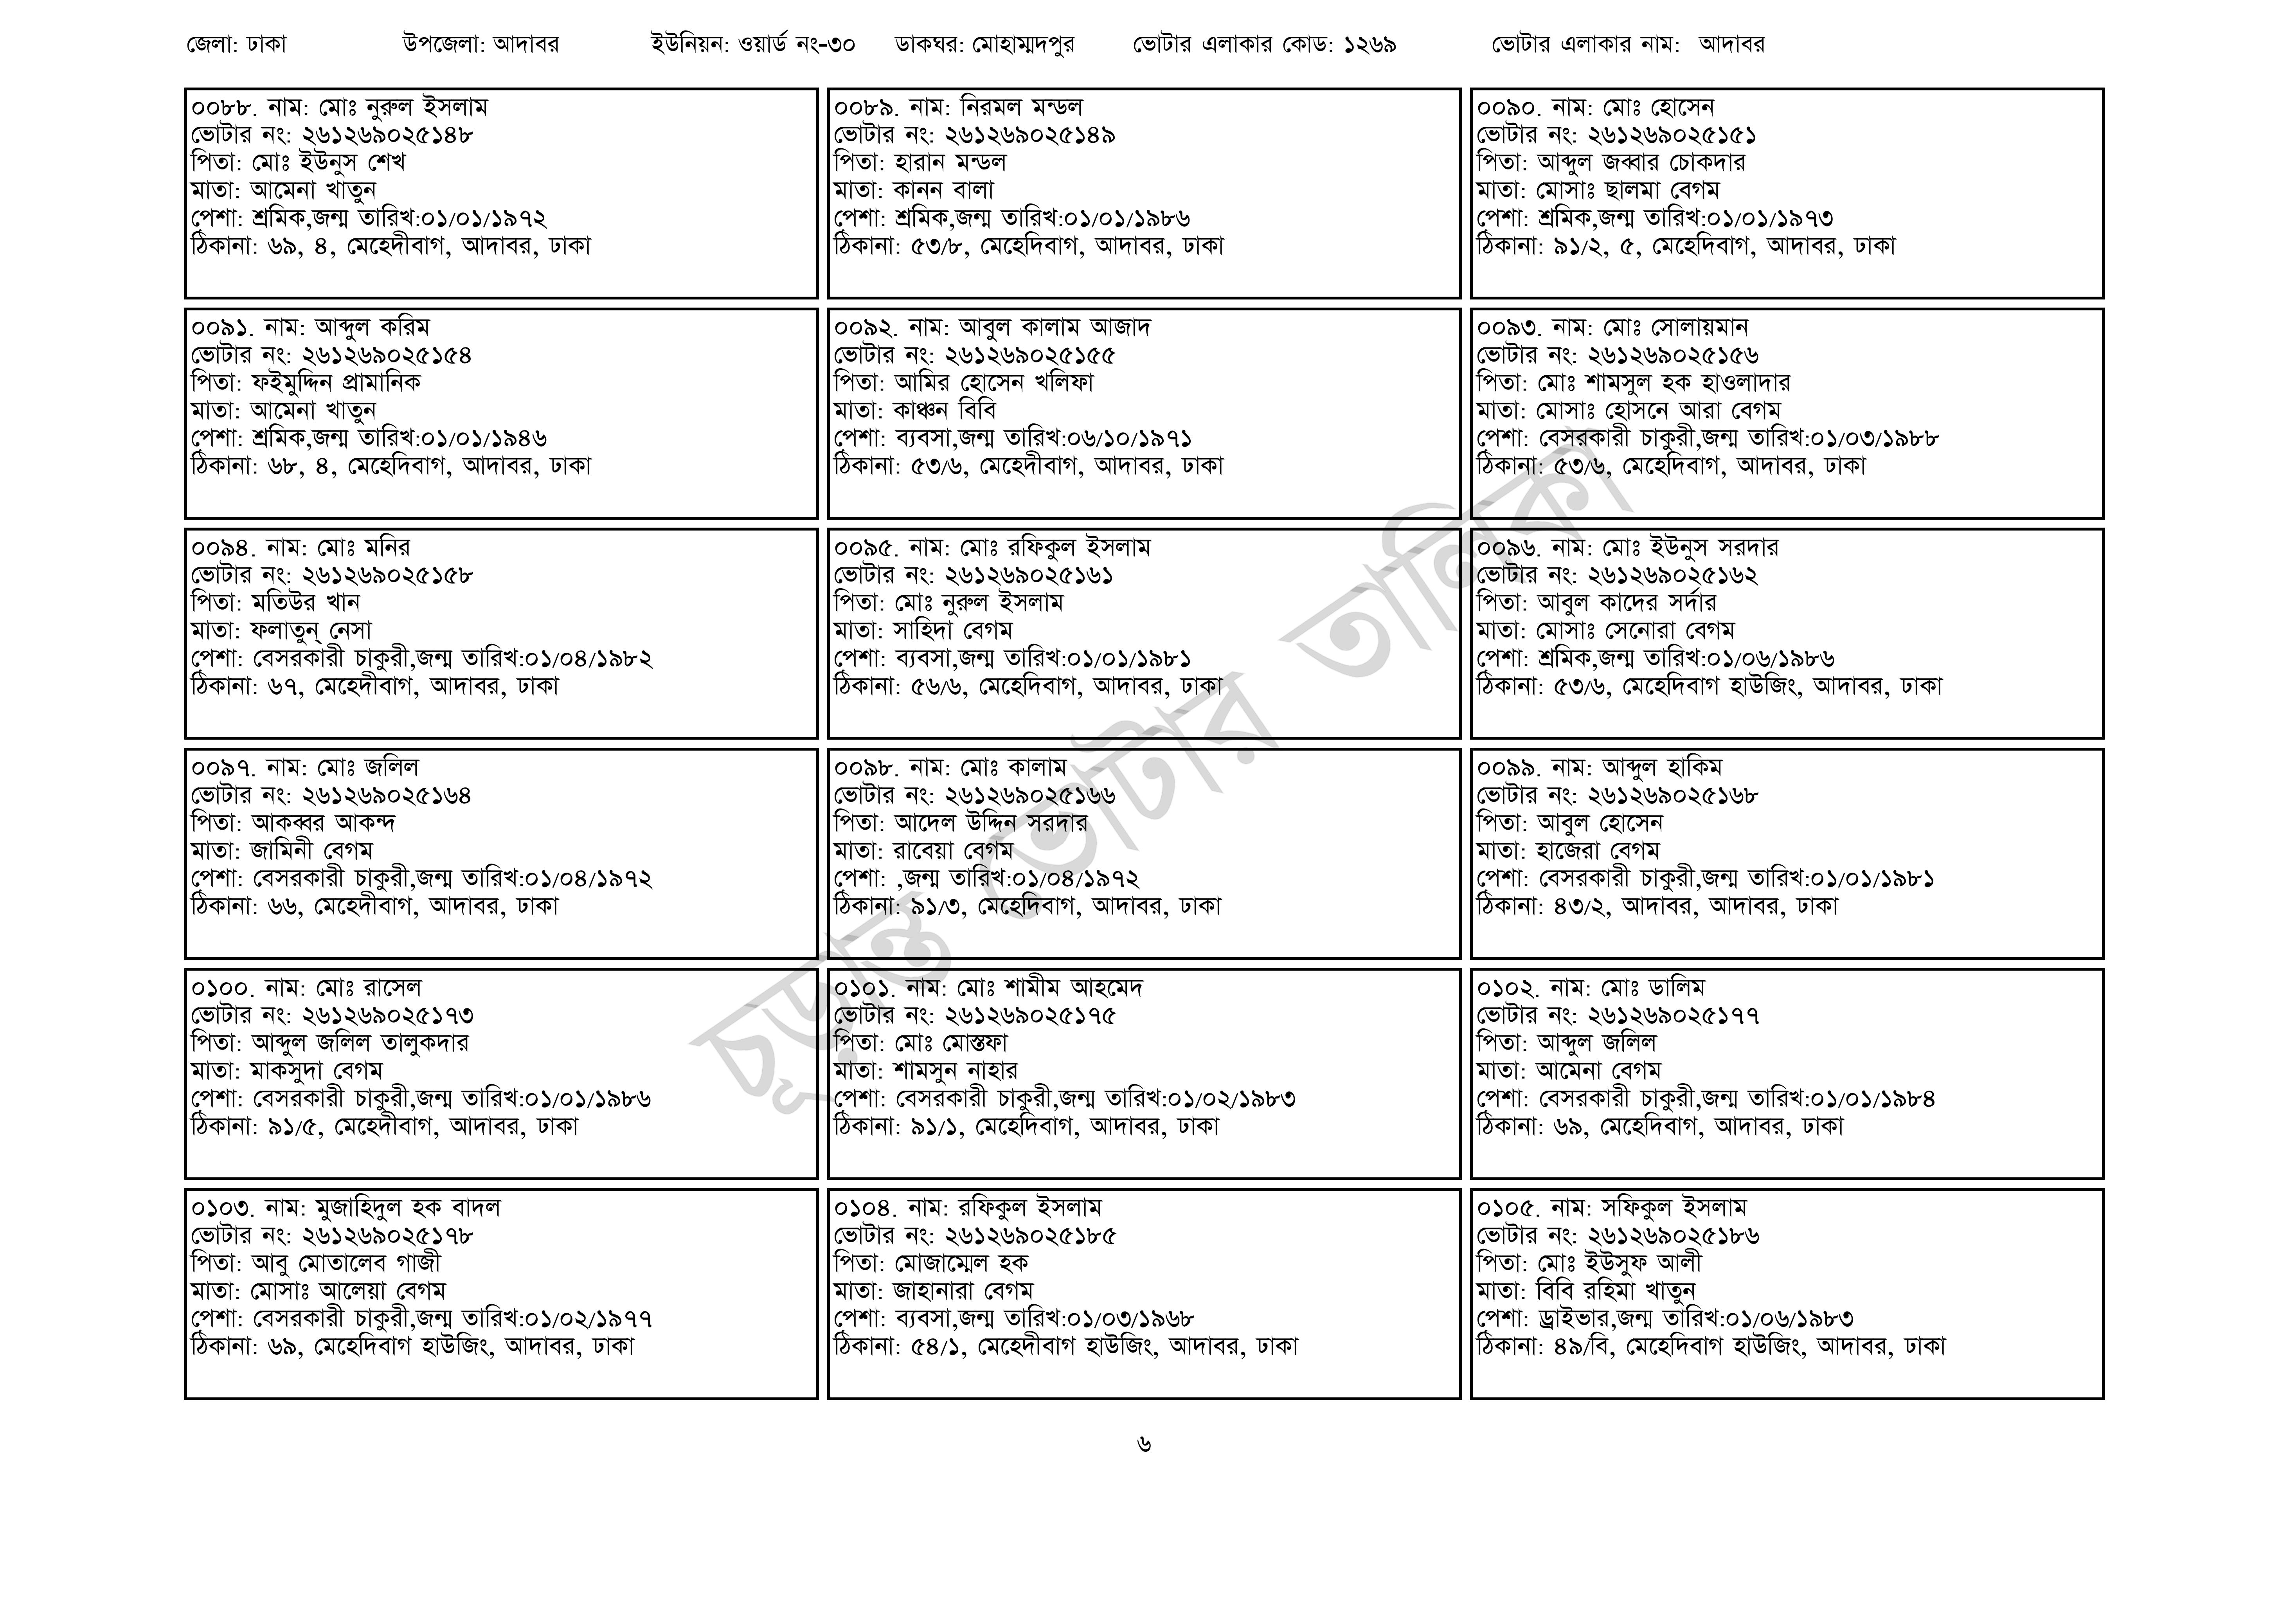 জেলা: ঢাকা উপজেলা: আদাবর ইউনিয়ন: ওয়ার্ড নং-৩০ ডাকঘর: মোহাম্মদপুর ভোটার এলাকার কোড: ১২৬৯ ভোটার এলাকার নাম: আদাবর
০০৮৮. নাম: মোঃ নুরুল ইসলাম
ভোটার নং: ২৬১২৬৯০২৫১৪৮
পিতা: মোঃ ইউনুস শেখ
মাতা: আমেনা খাতুন
পেশা: শ্রমিক,জন্ম তারিখ:০১/০১/১৯৭২
ঠিকানা: ৬৯, ৪, মেহেদীবাগ, আদাবর, ঢাকা
০০৮৯. নাম: নিরমল মন্ডল
ভোটার নং: ২৬১২৬৯০২৫১৪৯
পিতা: হারান মন্ডল
মাতা: কানন বালা
পেশা: শ্রমিক,জন্ম তারিখ:০১/০১/১৯৮৬
ঠিকানা: ৫৩/৮, মেহেদিবাগ, আদাবর, ঢাকা
০০৯০. নাম: মোঃ হোসেন
ভোটার নং: ২৬১২৬৯০২৫১৫১
পিতা: আব্দুল জব্বার চোকদার
মাতা: মোসাঃ ছালমা বেগম
পেশা: শ্রমিক,জন্ম তারিখ:০১/০১/১৯৭৩
ঠিকানা: ৯১/২, ৫, মেহেদিবাগ, আদাবর, ঢাকা
০০৯১. নাম: আব্দুল করিম
ভোটার নং: ২৬১২৬৯০২৫১৫৪
পিতা: ফইমুদ্দিন প্রামানিক
মাতা: আমেনা খাতুন
পেশা: শ্রমিক,জন্ম তারিখ:০১/০১/১৯৪৬
ঠিকানা: ৬৮, ৪, মেহেদিবাগ, আদাবর, ঢাকা
০০৯২. নাম: আবুল কালাম আজাদ
ভোটার নং: ২৬১২৬৯০২৫১৫৫
পিতা: আমির হোসেন খলিফা
মাতা: কাঞ্চন বিবি
পেশা: ব্যবসা,জন্ম তারিখ:০৬/১০/১৯৭১
ঠিকানা: ৫৩/৬, মেহেদীবাগ, আদাবর, ঢাকা
০০৯৩. নাম: মোঃ সোলায়মান
ভোটার নং: ২৬১২৬৯০২৫১৫৬
পিতা: মোঃ শামসুল হক হাওলাদার
মাতা: মোসাঃ হোসনে আরা বেগম
পেশা: বেসরকারী চাকুরী,জন্ম তারিখ:০১/০৩/১৯৮৮
ঠিকানা: ৫৩/৬, মেহেদিবাগ, আদাবর, ঢাকা
০০৯৪. নাম: মোঃ মনির
ভোটার নং: ২৬১২৬৯০২৫১৫৮
পিতা: মতিউর খান
মাতা: ফলাতুন্ নেসা
পেশা: বেসরকারী চাকুরী,জন্ম তারিখ:০১/০৪/১৯৮২
ঠিকানা: ৬৭, মেহেদীবাগ, আদাবর, ঢাকা
০০৯৫. নাম: মোঃ রফিকুল ইসলাম
ভোটার নং: ২৬১২৬৯০২৫১৬১
পিতা: মোঃ নুরুল ইসলাম
মাতা: সাহিদা বেগম
পেশা: ব্যবসা,জন্ম তারিখ:০১/০১/১৯৮১
ঠিকানা: ৫৬/৬, মেহেদিবাগ, আদাবর, ঢাকা
০০৯৬. নাম: মোঃ ইউনুস সরদার
ভোটার নং: ২৬১২৬৯০২৫১৬২
পিতা: আবুল কাদের সর্দার
মাতা: মোসাঃ সেনোরা বেগম
পেশা: শ্রমিক,জন্ম তারিখ:০১/০৬/১৯৮৬
ঠিকানা: ৫৩/৬, মেহেদিবাগ হাউজিং, আদাবর, ঢাকা
০০৯৭. নাম: মোঃ জলিল
ভোটার নং: ২৬১২৬৯০২৫১৬৪
পিতা: আকব্বর আকন্দ
মাতা: জামিনী বেগম
পেশা: বেসরকারী চাকুরী,জন্ম তারিখ:০১/০৪/১৯৭২
ঠিকানা: ৬৬, মেহেদীবাগ, আদাবর, ঢাকা
০০৯৮. নাম: মোঃ কালাম
ভোটার নং: ২৬১২৬৯০২৫১৬৬
পিতা: আদেল উদ্দিন সরদার
মাতা: রাবেয়া বেগম
পেশা: ,জন্ম তারিখ:০১/০৪/১৯৭২
ঠিকানা: ৯১/৩, মেহেদিবাগ, আদাবর, ঢাকা
০০৯৯. নাম: আব্দুল হাকিম
ভোটার নং: ২৬১২৬৯০২৫১৬৮
পিতা: আবুল হোসেন
মাতা: হাজেরা বেগম
পেশা: বেসরকারী চাকুরী,জন্ম তারিখ:০১/০১/১৯৮১
ঠিকানা: ৪৩/২, আদাবর, আদাবর, ঢাকা
০১০০. নাম: মোঃ রাসেল
ভোটার নং: ২৬১২৬৯০২৫১৭৩
পিতা: আব্দুল জলিল তালুকদার
মাতা: মাকসুদা বেগম
পেশা: বেসরকারী চাকুরী,জন্ম তারিখ:০১/০১/১৯৮৬
ঠিকানা: ৯১/৫, মেহেদীবাগ, আদাবর, ঢাকা
০১০১. নাম: মোঃ শামীম আহমেদ
ভোটার নং: ২৬১২৬৯০২৫১৭৫
পিতা: মোঃ মোস্তফা
মাতা: শামসুন নাহার
পেশা: বেসরকারী চাকুরী,জন্ম তারিখ:০১/০২/১৯৮৩
ঠিকানা: ৯১/১, মেহেদিবাগ, আদাবর, ঢাকা
০১০২. নাম: মোঃ ডালিম
ভোটার নং: ২৬১২৬৯০২৫১৭৭
পিতা: আব্দুল জলিল
মাতা: আমেনা বেগম
পেশা: বেসরকারী চাকুরী,জন্ম তারিখ:০১/০১/১৯৮৪
ঠিকানা: ৬৯, মেহেদিবাগ, আদাবর, ঢাকা
০১০৩. নাম: মুজাহিদুল হক বাদল
ভোটার নং: ২৬১২৬৯০২৫১৭৮
পিতা: আবু মোতালেব গাজী
মাতা: মোসাঃ আলেয়া বেগম
পেশা: বেসরকারী চাকুরী,জন্ম তারিখ:০১/০২/১৯৭৭
ঠিকানা: ৬৯, মেহেদিবাগ হাউজিং, আদাবর, ঢাকা
০১০৪. নাম: রফিকুল ইসলাম
ভোটার নং: ২৬১২৬৯০২৫১৮৫
পিতা: মোজাম্মেল হক
মাতা: জাহানারা বেগম
পেশা: ব্যবসা,জন্ম তারিখ:০১/০৩/১৯৬৮
ঠিকানা: ৫৪/১, মেহেদীবাগ হাউজিং, আদাবর, ঢাকা
০১০৫. নাম: সফিকুল ইসলাম
ভোটার নং: ২৬১২৬৯০২৫১৮৬
পিতা: মোঃ ইউসুফ আলী
মাতা: বিবি রহিমা খাতুন
পেশা: ড্রাইভার,জন্ম তারিখ:০১/০৬/১৯৮৩
ঠিকানা: ৪৯/বি, মেহেদিবাগ হাউজিং, আদাবর, ঢাকা
চূড়ান্ত ভোটার তালিকা
৬